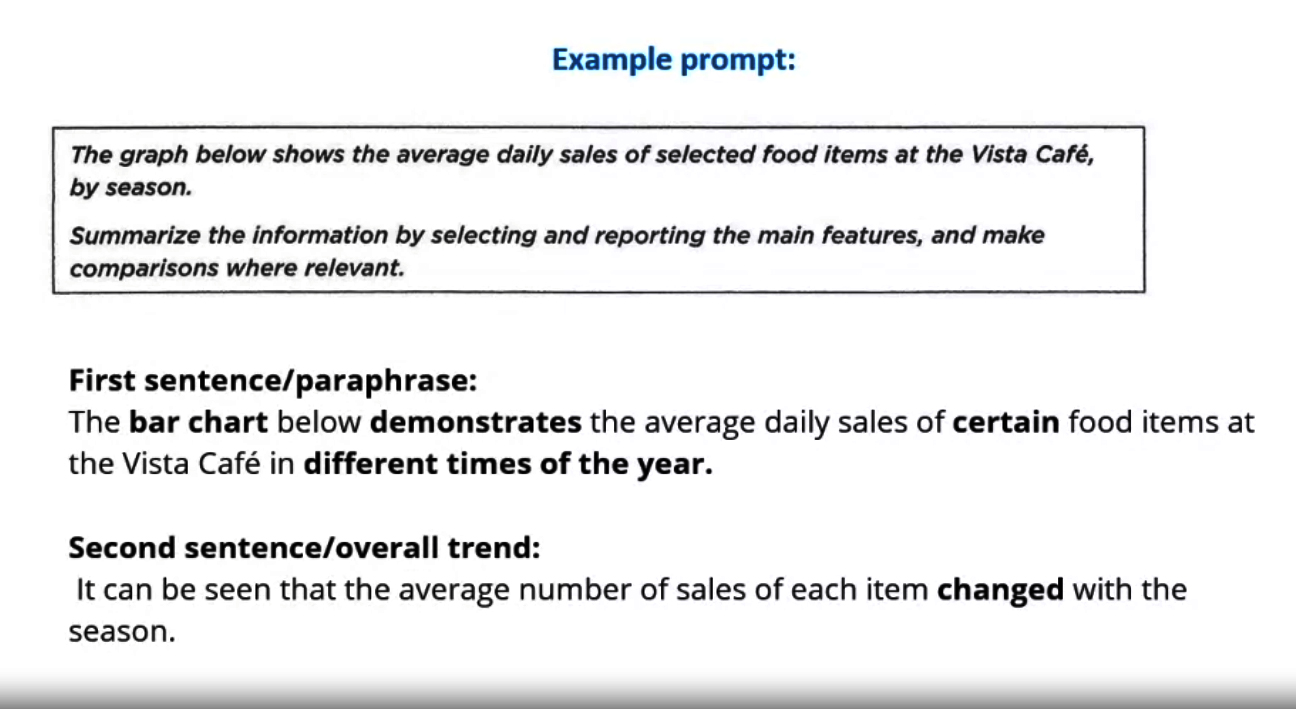 Example prompt:
The graph below shows the average daily sales of selected food items at the Vista Café,
by season.
Summarize the information by selecting and reporting the main features, and make
comparisons where relevant.
First sentence/paraphrase:
The bar chart below demonstrates the average daily sales of certain food items at
the Vista Café in different times of the year.
Second sentence/overall trend:
It can be seen that the average number of sales of each item changed with the
season.